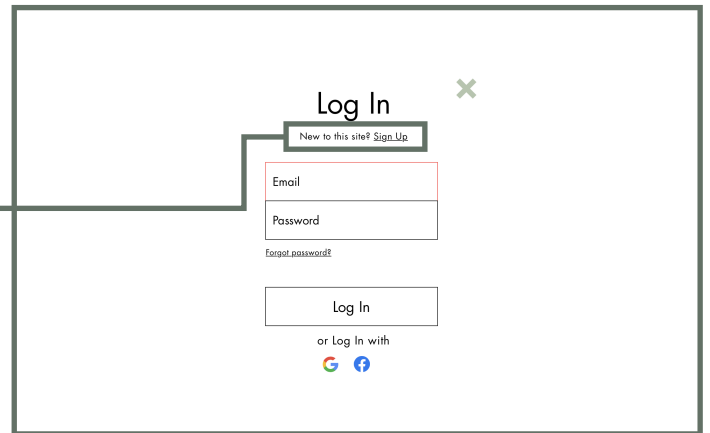 Log In
New to this site? Sign Up
Email
Password
Forgot password?
Log In
or Log In with